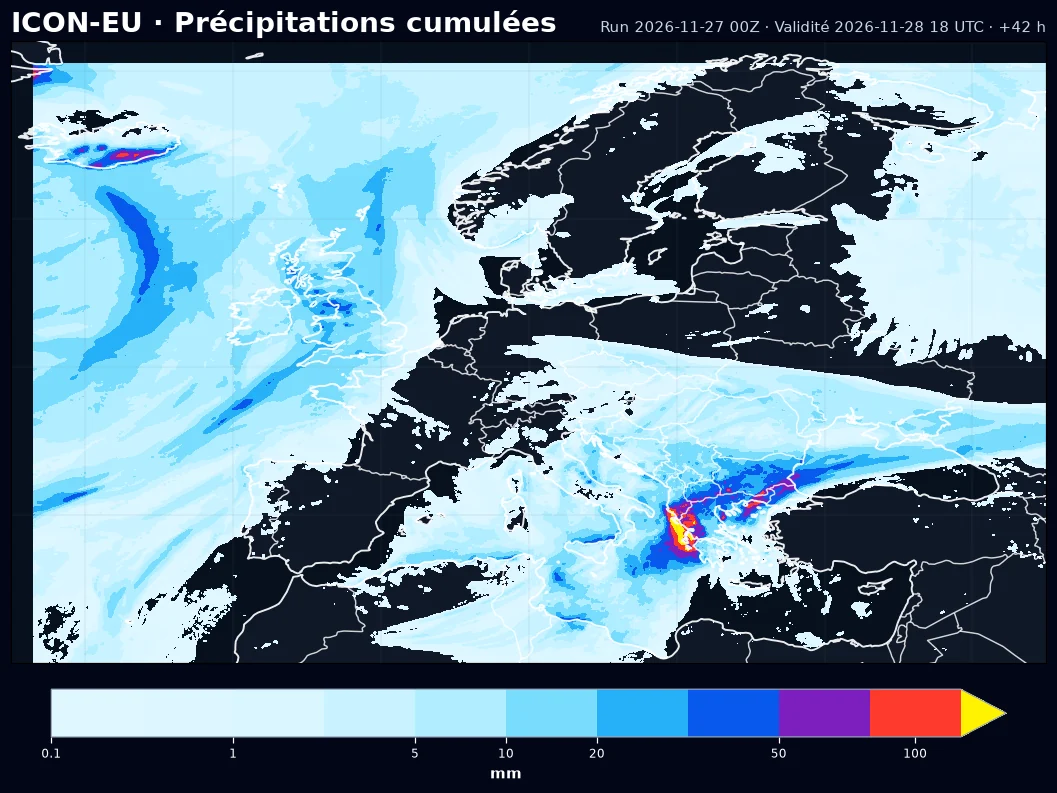 ICON-EU · Précipitations cumulées
Run 2026-11-27 00Z · Validité 2026-11-28 18 UTC · +42 h
0.1 1 5 10 20 50 100
mm